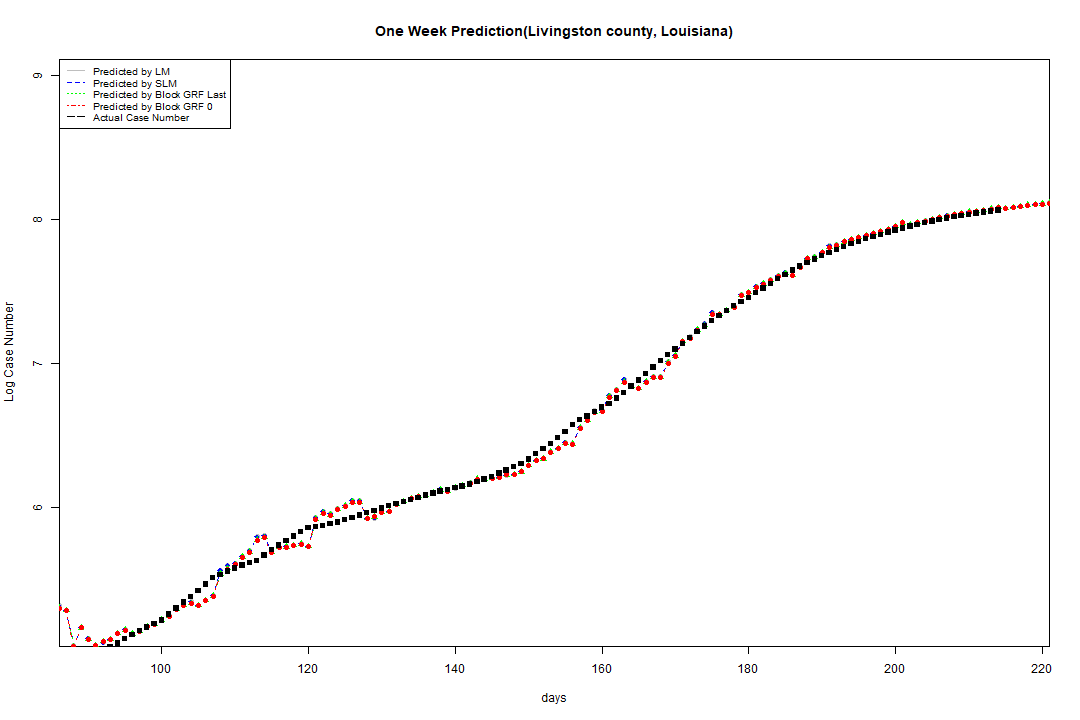 One Week Prediction(Livingston county, Louisiana)
Predicted by LM
Predicted by SLM
Predicted by Block GRF Last
Predicted by Block GRF 0
Actual Case Number
9
8
7
6
Log Case Number
100 120 140 160 180 200 220
days